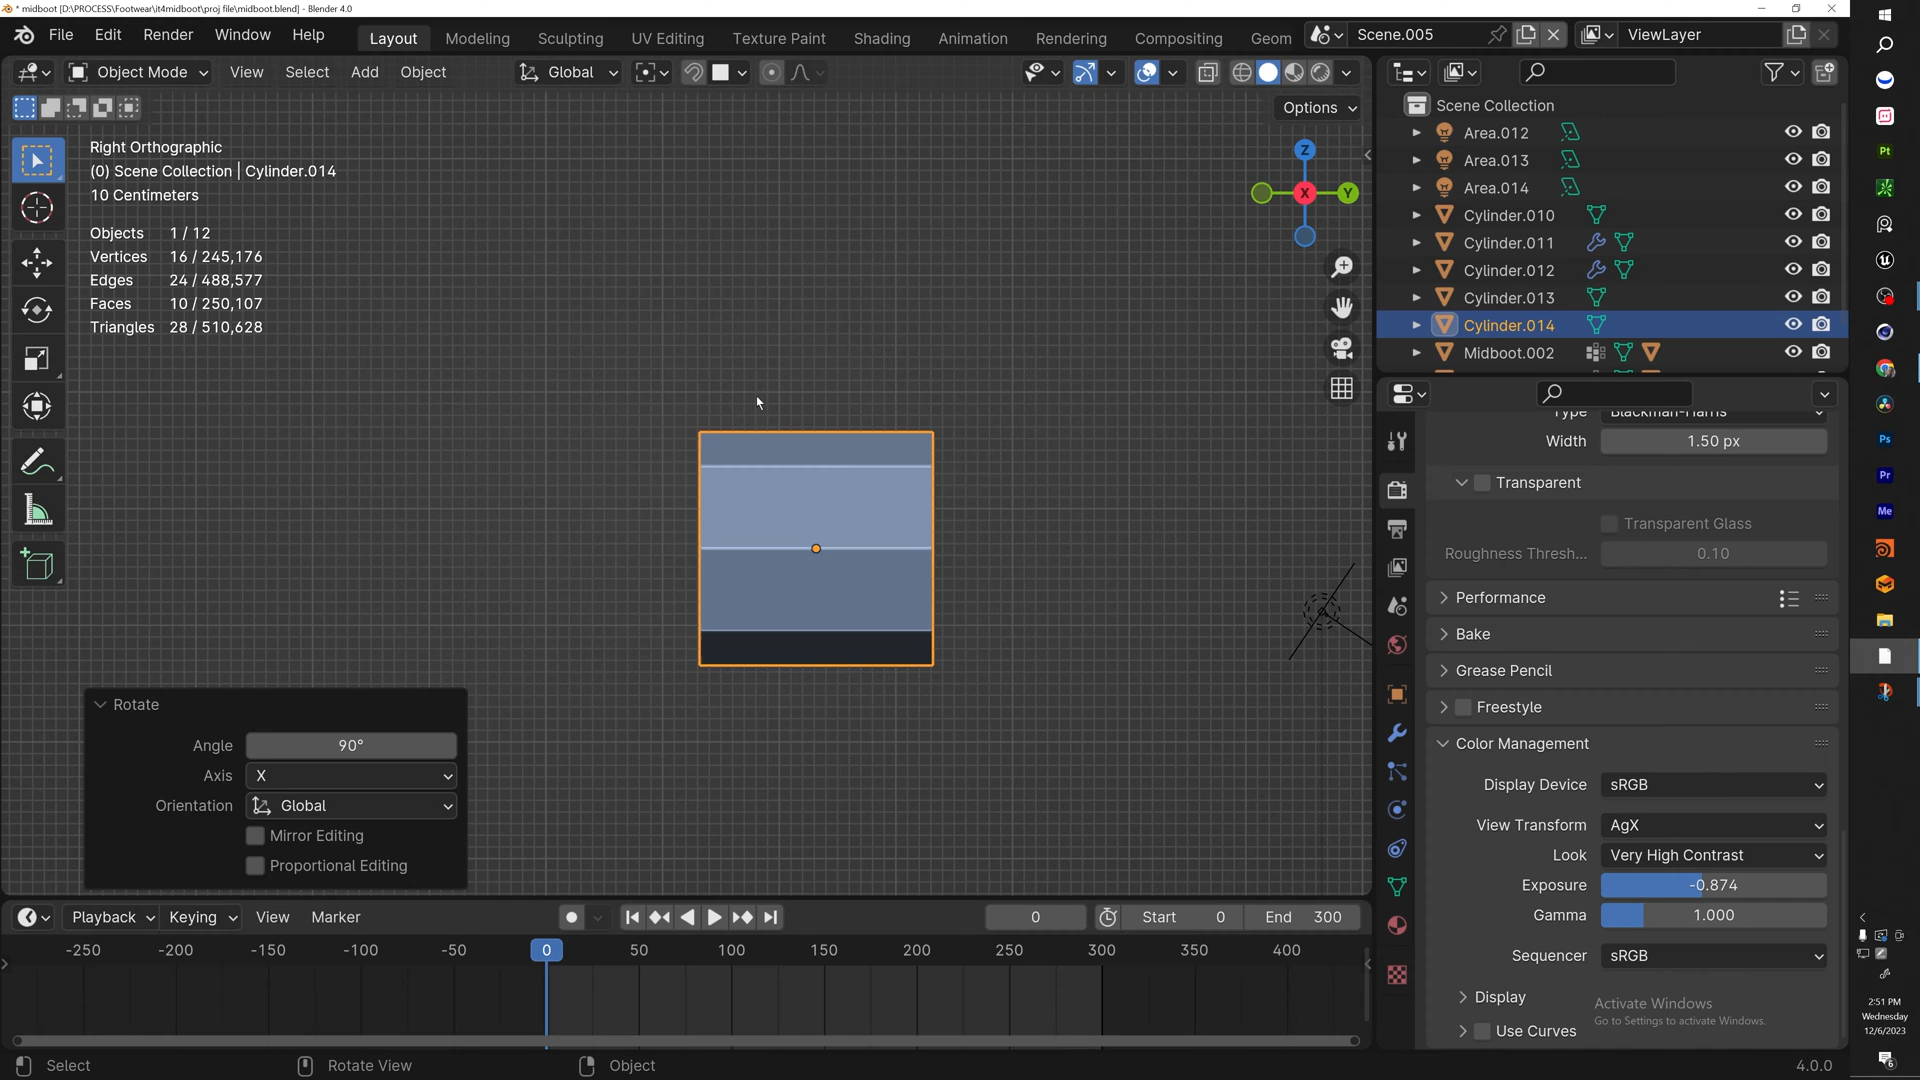 * midboot [D:\PROCESS\Footwear\it4midboot\proj file\midboot.blend] - Blender 4.0
File Edit Render Window Help
Layout Modeling Sculpting UV Editing Texture Paint Shading Animation Rendering Compositing Geom
Scene.005
ViewLayer
Object Mode View Select Add Object
Global
Options
Right Orthographic
(0) Scene Collection | Cylinder.014
10 Centimeters
Objects 1 / 12
Vertices 16 / 245,176
Edges 24 / 488,577
Faces 10 / 250,107
Triangles 28 / 510,628
Z
X
Y
Scene Collection
Area.012
Area.013
Area.014
Cylinder.010
Cylinder.011
Cylinder.012
Cylinder.013
Cylinder.014
Midboot.002
Type Blackman-Harris
Width 1.50 px
Transparent
Transparent Glass
Roughness Thresh... 0.10
Performance
Bake
Grease Pencil
Freestyle
Color Management
Display Device sRGB
View Transform AgX
Look Very High Contrast
Exposure -0.874
Gamma 1.000
Sequencer sRGB
Display
Use Curves
Activate Windows
Go to Settings to activate Windows.
Rotate
Angle 90°
Axis X
Orientation Global
Mirror Editing
Proportional Editing
Playback Keying View Marker
0
Start 0
End 300
-250 -200 -150 -100 -50 0 50 100 150 200 250 300 350 400
Select Rotate View Object
4.0.0
Pt
Ps
Pr
Me
2:51 PM
Wednesday
12/6/2023
6